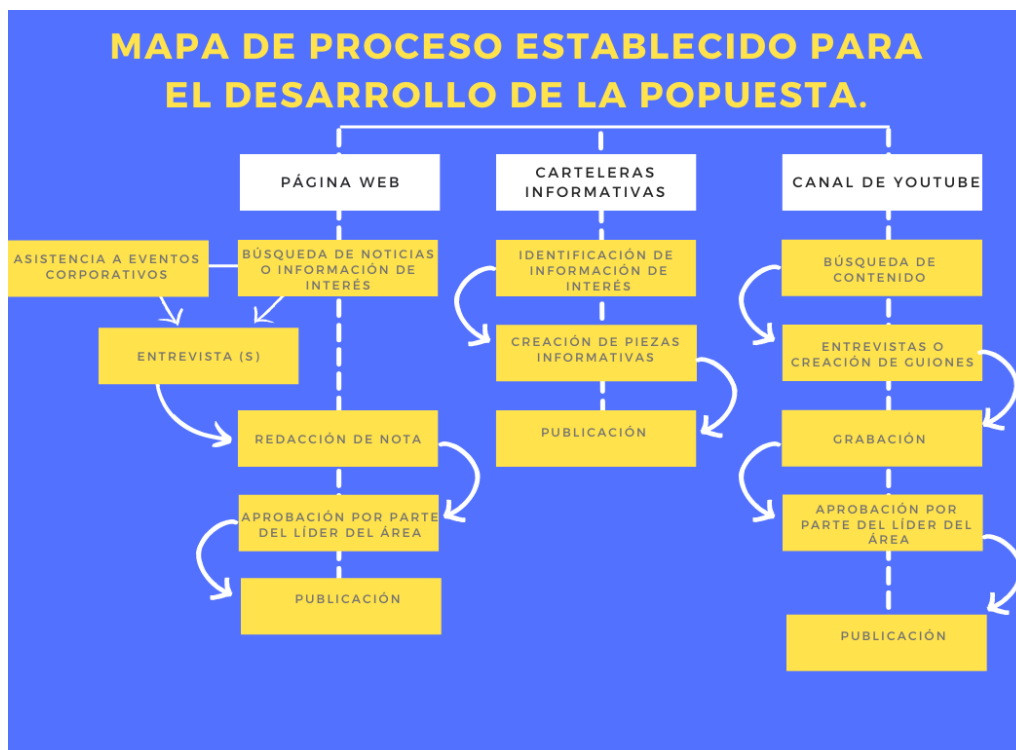 MAPA DE PROCESO ESTABLECIDO PARA
EL DESARROLLO DE LA POPUESTA.
PÁGINA WEB
CARTELERAS
INFORMATIVAS
CANAL DE YOUTUBE
ASISTENCIA A EVENTOS
CORPORATIVOS
BÚSQUEDA DE NOTICIAS
O INFORMACIÓN DE
INTERÉS
ENTREVISTA (S)
REDACCIÓN DE NOTA
APROBACIÓN POR PARTE
DEL LÍDER DEL ÁREA
PUBLICACIÓN
IDENTIFICACIÓN DE
INFORMACIÓN DE
INTERÉS
CREACIÓN DE PIEZAS
INFORMATIVAS
PUBLICACIÓN
BÚSQUEDA DE
CONTENIDO
ENTREVISTAS O
CREACIÓN DE GUIONES
GRABACIÓN
APROBACIÓN POR
PARTE DEL LÍDER DEL
ÁREA
PUBLICACIÓN